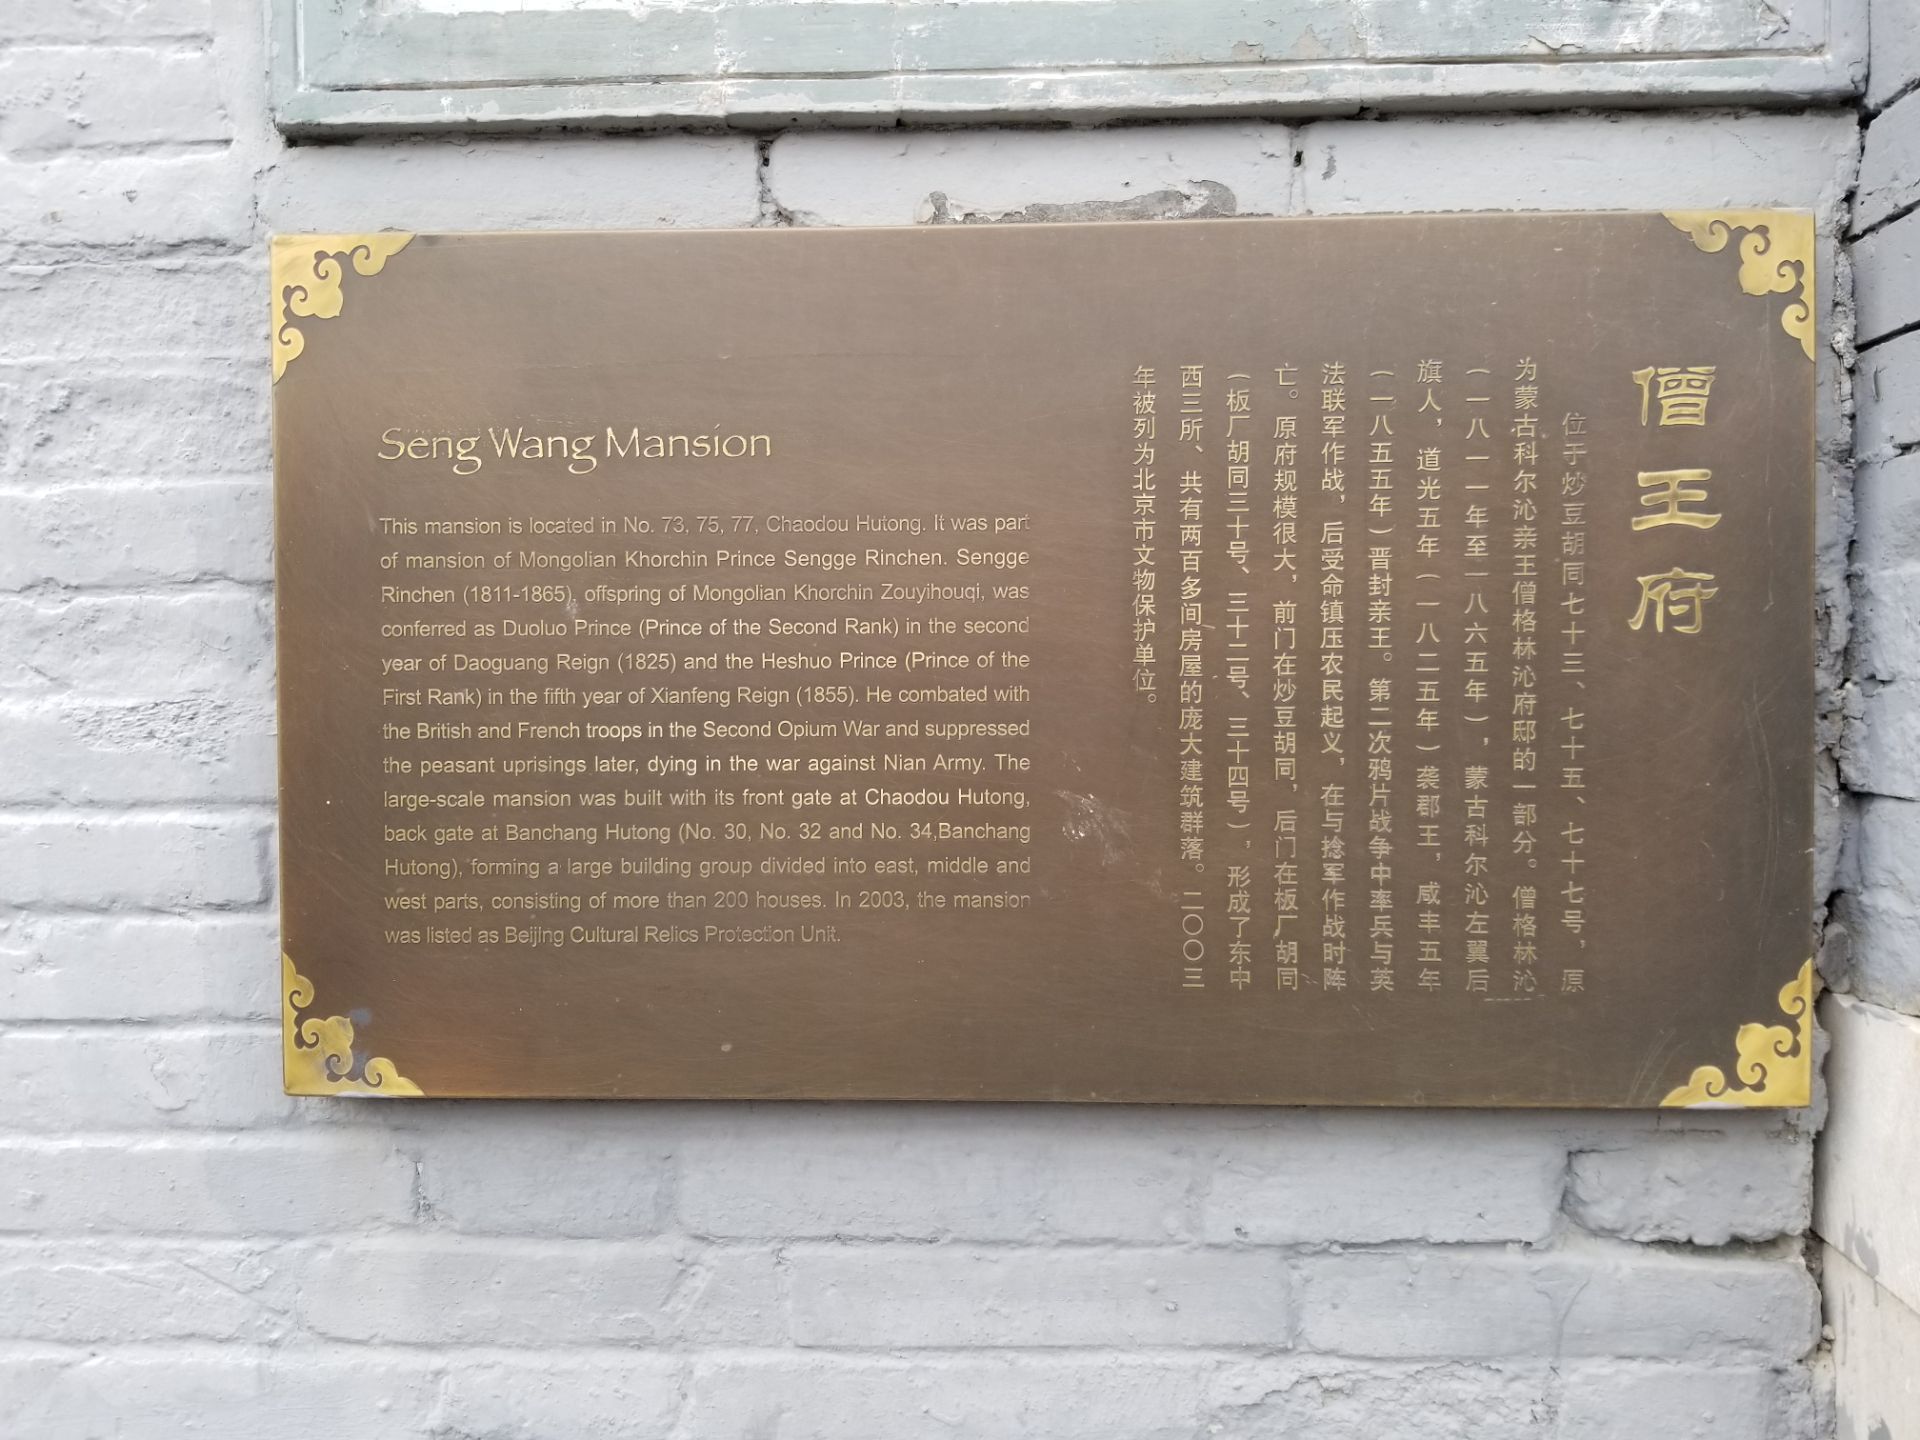 Seng Wang Mansion
This mansion is located in No. 73, 75, 77, Chaodou Hutong. It was part
of mansion of Mongolian Khorchin Prince Sengge Rinchen. Sengge
Rinchen (1811-1865), offspring of Mongolian Khorchin Zouyihouqi, was
conferred as Duoluo Prince (Prince of the Second Rank) in the second
year of Daoguang Reign (1825) and the Heshuo Prince (Prince of the
First Rank) in the fifth year of Xianfeng Reign (1855). He combated with
the British and French troops in the Second Opium War and suppressed
the peasant uprisings later, dying in the war against Nian Army. The
large-scale mansion was built with its front gate at Chaodou Hutong,
back gate at Banchang Hutong (No. 30, No. 32 and No. 34,Banchang
Hutong), forming a large building group divided into east, middle and
west parts, consisting of more than 200 houses. In 2003, the mansion
was listed as Beijing Cultural Relics Protection Unit.
僧王府
位于炒豆胡同七十三、七十五、七十七号，原
为蒙古科尔沁亲王僧格林沁府邸的一部分。僧格林沁
（一八一一年至一八六五年），蒙古科尔沁左翼后
旗人，道光五年（一八二五年）袭郡王，咸丰五年
（一八五五年）晋封亲王。第二次鸦片战争中率兵与英
法联军作战，后受命镇压农民起义，在与捻军作战时阵
亡。原府规模很大，前门在炒豆胡同，后门在板厂胡同
（板厂胡同三十号、三十二号、三十四号），形成了东中
西三所、共有两百多间房屋的庞大建筑群落。二〇〇三
年被列为北京市文物保护单位。